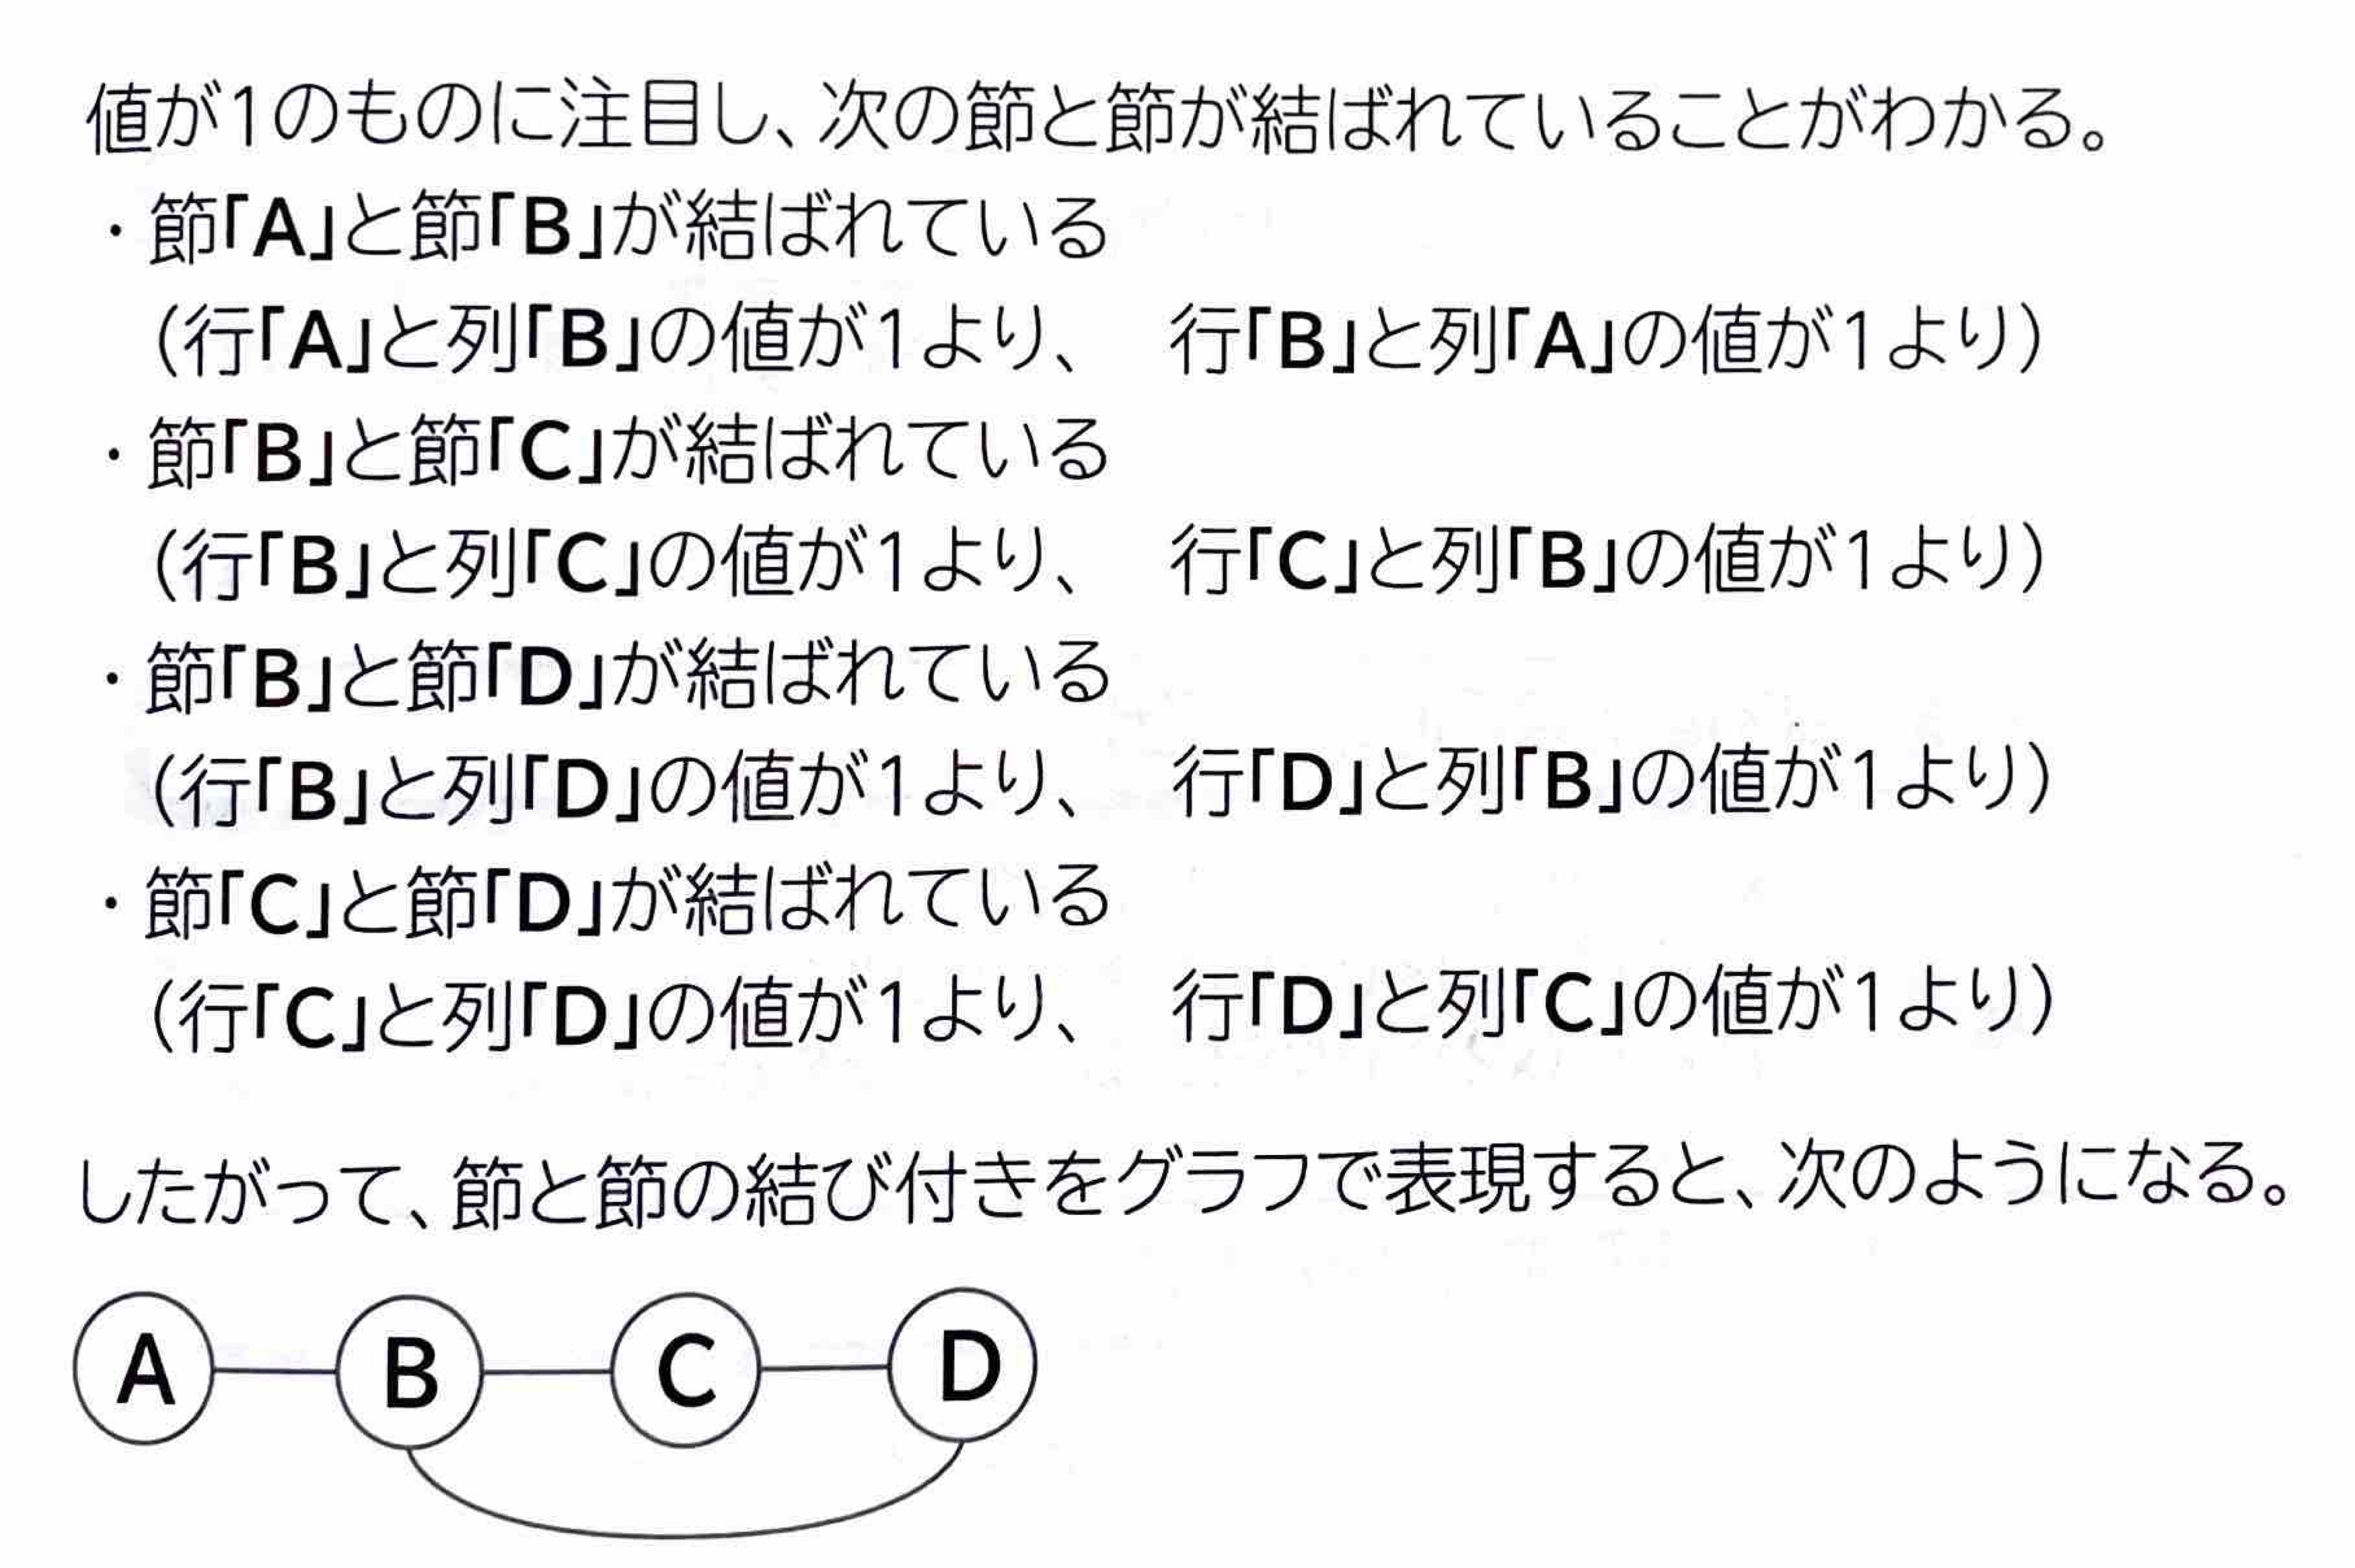 値が1のものに注目し、次の節と節が結ばれていることがわかる。
・節「A」と節「B」が結ばれている
（行「A」と列「B」の値が1より、　行「B」と列「A」の値が1より）
・節「B」と節「C」が結ばれている
（行「B」と列「C」の値が1より、　行「C」と列「B」の値が1より）
・節「B」と節「D」が結ばれている
（行「B」と列「D」の値が1より、　行「D」と列「B」の値が1より）
・節「C」と節「D」が結ばれている
（行「C」と列「D」の値が1より、　行「D」と列「C」の値が1より）
したがって、節と節の結び付きをグラフで表現すると、次のようになる。
A B C D